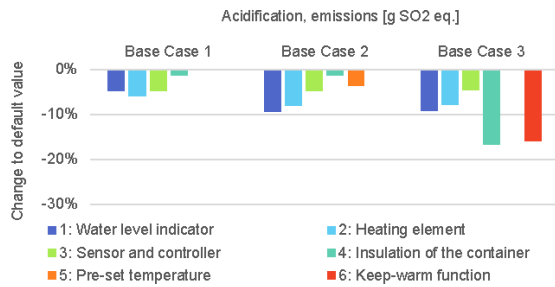 Acidification, emissions [g SO2 eq.]
Base Case 1 Base Case 2 Base Case 3
Change to default value
0%
-10%
-20%
-30%
1: Water level indicator 2: Heating element
3: Sensor and controller 4: Insulation of the container
5: Pre-set temperature 6: Keep-warm function